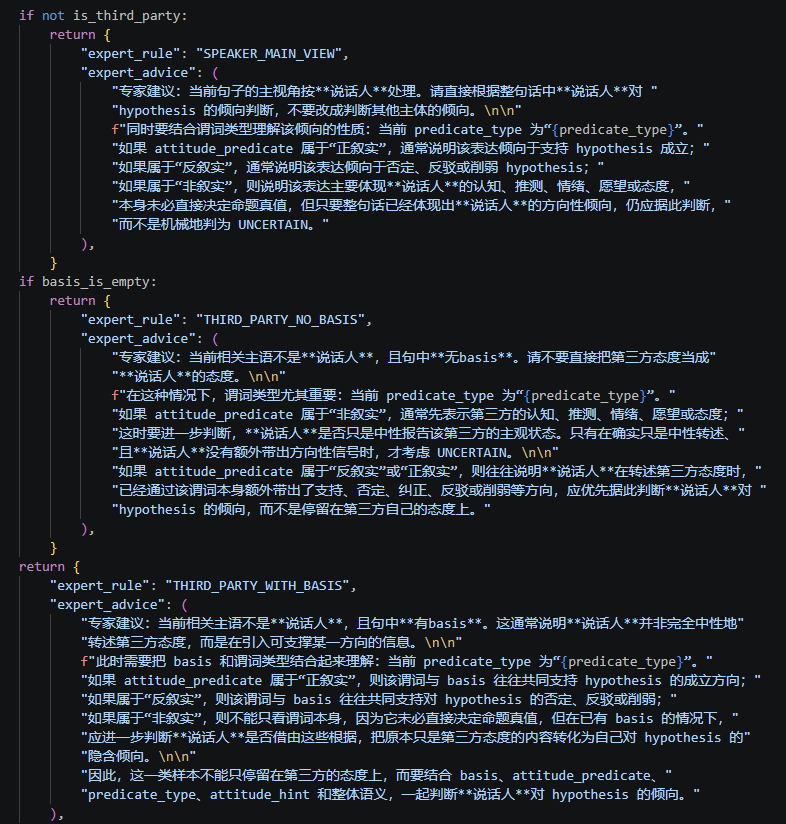 if not is_third_party:
return {
"expert_rule": "SPEAKER_MAIN_VIEW",
"expert_advice": (
"专家建议：当前句子的主视角按**说话人**处理。请直接根据整句话中**说话人**对 "
"hypothesis 的倾向判断，不要改成判断其他主体的倾向。\n\n"
f"同时要结合谓词类型理解该倾向的性质：当前 predicate_type 为“{predicate_type}”。"
"如果 attitude_predicate 属于“正叙实”，通常说明该表达倾向于支持 hypothesis 成立；"
"如果属于“反叙实”，通常说明该表达倾向于否定、反驳或削弱 hypothesis；"
"如果属于“非叙实”，则说明该表达主要体现**说话人**的认知、推测、情绪、愿望或态度，"
"本身未必直接决定命题真值，但只要整句话已经体现出**说话人**的方向性倾向，仍应据此判断，"
"而不是机械地判为 UNCERTAIN。"
),
}
if basis_is_empty:
return {
"expert_rule": "THIRD_PARTY_NO_BASIS",
"expert_advice": (
"专家建议：当前相关主语不是**说话人**，且句中**无basis**。请不要直接把第三方态度当成"
"**说话人**的态度。\n\n"
f"在这种情况下，谓词类型尤其重要：当前 predicate_type 为“{predicate_type}”。"
"如果 attitude_predicate 属于“非叙实”，通常先表示第三方的认知、推测、情绪、愿望或态度；"
"这时要进一步判断，**说话人**是否只是中性报告该第三方的主观状态。只有在确实只是中性转述、"
"且**说话人**没有额外带出方向性信号时，才考虑 UNCERTAIN。\n\n"
"如果 attitude_predicate 属于“反叙实”或“正叙实”，则往往说明**说话人**在转述第三方态度时，"
"已经通过该谓词本身额外带出了支持、否定、纠正、反驳或削弱等方向，应优先据此判断**说话人**对 "
"hypothesis 的倾向，而不是停留在第三方自己的态度上。"
),
}
return {
"expert_rule": "THIRD_PARTY_WITH_BASIS",
"expert_advice": (
"专家建议：当前相关主语不是**说话人**，且句中**有basis**。这通常说明**说话人**并非完全中性地"
"转述第三方态度，而是在引入可支撑某一方向的信息。\n\n"
f"此时需要把 basis 和谓词类型结合起来理解：当前 predicate_type 为“{predicate_type}”。"
"如果 attitude_predicate 属于“正叙实”，则该谓词与 basis 往往共同支持 hypothesis 的成立方向；"
"如果属于“反叙实”，则该谓词与 basis 往往共同支持对 hypothesis 的否定、反驳或削弱；"
"如果属于“非叙实”，则不能只看谓词本身，因为它未必直接决定命题真值，但在已有 basis 的情况下，"
"应进一步判断**说话人**是否借由这些根据，把原本只是第三方态度的内容转化为自己对 hypothesis 的"
"隐含倾向。\n\n"
"因此，这一类样本不能只停留在第三方的态度上，而要结合 basis、attitude_predicate、"
"predicate_type、attitude_hint 和整体语义，一起判断**说话人**对 hypothesis 的倾向。"
),